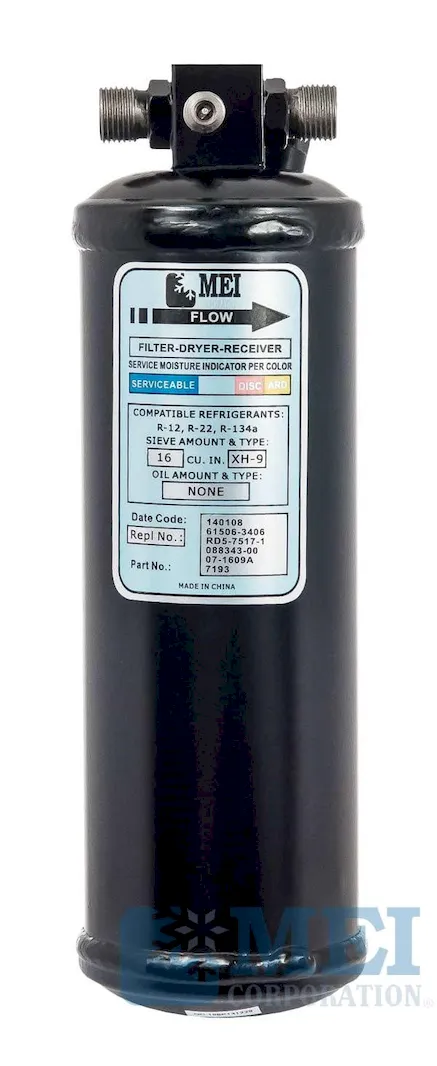 MEI
FLOW
FILTER-DRYER-RECEIVER
SERVICE MOISTURE INDICATOR PER COLOR
SERVICEABLE DISCARD
COMPATIBLE REFRIGERANTS:
R-12, R-22, R-134a
SIEVE AMOUNT & TYPE:
16 CU. IN. XH-9
OIL AMOUNT & TYPE:
NONE
Date Code: 140108
Repl No.: 61506-3406
RD5-7517-1
088343-00
07-1609A
Part No.: 7193
MADE IN CHINA
MEI
CORPORATION®